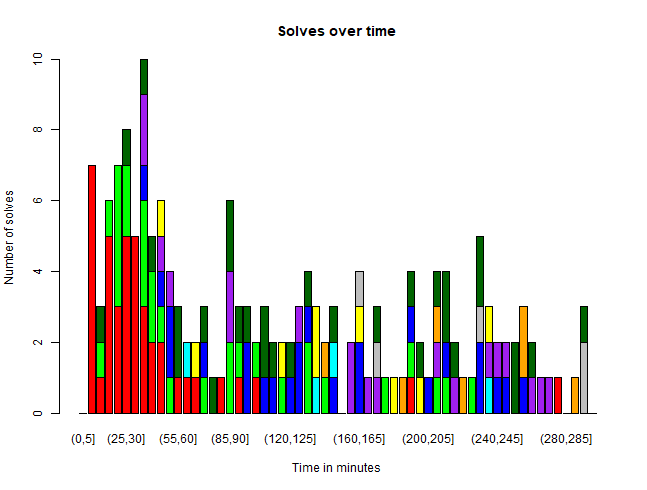 Solves over time
Number of solves
10
8
6
4
2
0
(0,5] (25,30] (55,60] (85,90] (120,125] (160,165] (200,205] (240,245] (280,285]
Time in minutes